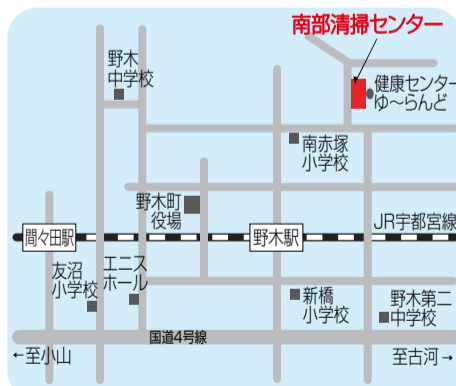 南部清掃センター
野木
中学校
健康センター
ゆ〜らんど
南赤塚
小学校
野木町
役場
JR宇都宮線
間々田駅
野木駅
友沼
小学校
エニス
ホール
新橋
小学校
野木第二
中学校
国道4号線
←至小山
至古河→